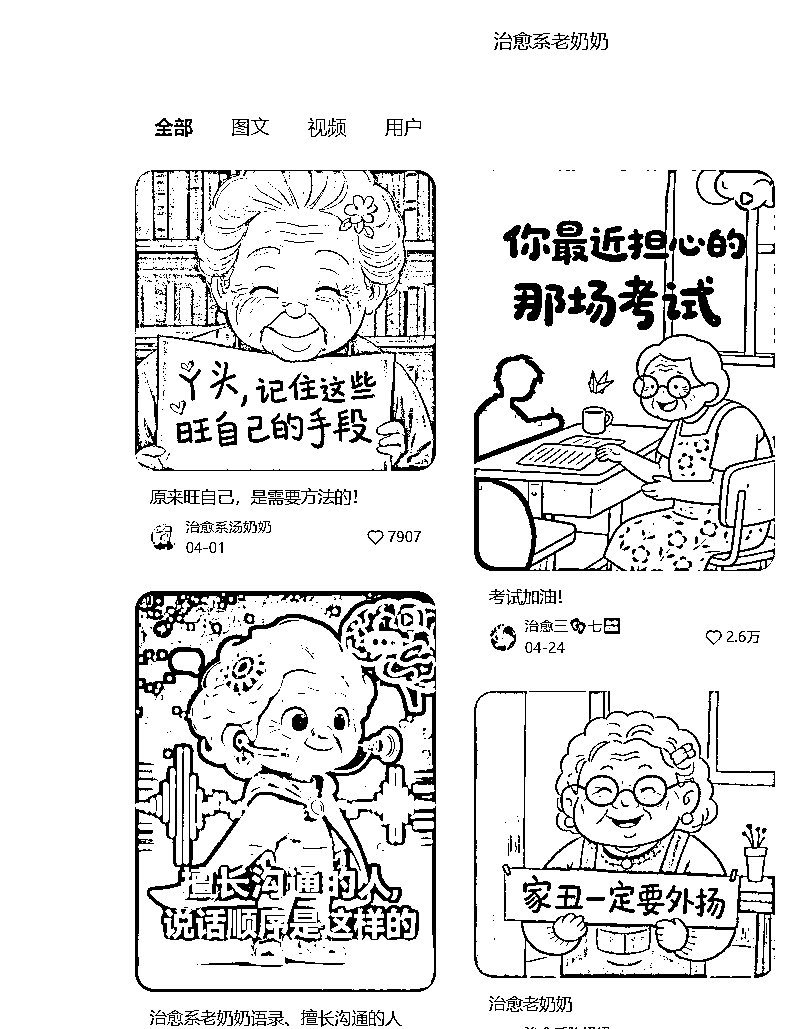 治愈系老奶奶
全部 图文 视频 用户
丫头,记住这些
旺自己的手段
原来旺自己，是需要方法的!
治愈系汤奶奶
04-01
7907
你最近担心的
那场考试
考试加油!
治愈三
七
04-24
2.6万
擅长沟通的人,
说话顺序是这样的
治愈系老奶奶语录、擅长沟通的人
家丑一定要外扬
治愈老奶奶